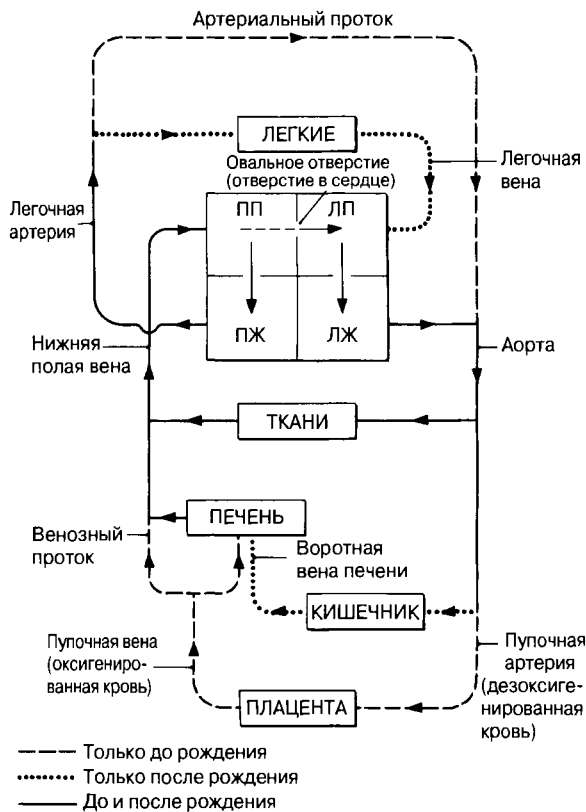 Артериальный проток
ЛЕГКИЕ
Овальное отверстие
(отверстие в сердце)
Легочная
вена
Легочная
артерия
ПП
ЛП
ПЖ
ЛЖ
Нижняя
полая вена
Аорта
ТКАНИ
ПЕЧЕНЬ
Венозный
проток
Воротная
вена печени
КИШЕЧНИК
Пупочная вена
(оксигениро-
ванная кровь)
Пупочная
артерия
(дезоксиге-
нированная
кровь)
ПЛАЦЕНТА
Только до рождения
Только после рождения
До и после рождения